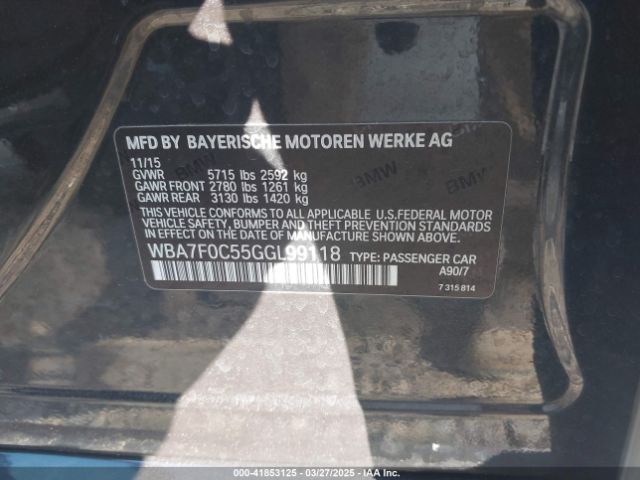 MFD BY BAYERISCHE MOTOREN WERKE AG
11/15
GVWR 5715 lbs 2592 kg
GAWR FRONT 2780 lbs 1261 kg
GAWR REAR 3130 lbs 1420 kg
THIS VEHICLE CONFORMS TO ALL APPLICABLE U.S.FEDERAL MOTOR
VEHICLE SAFETY, BUMPER AND THEFT PREVENTION STANDARDS
IN EFFECT ON THE DATE OF MANUFACTURE SHOWN ABOVE.
WBA7F0C55GGL99118 TYPE: PASSENGER CAR
A90/7
7 315 814
BMW
BMW
BMW
000-41853125 - 03/27/2025 - IAA Inc.